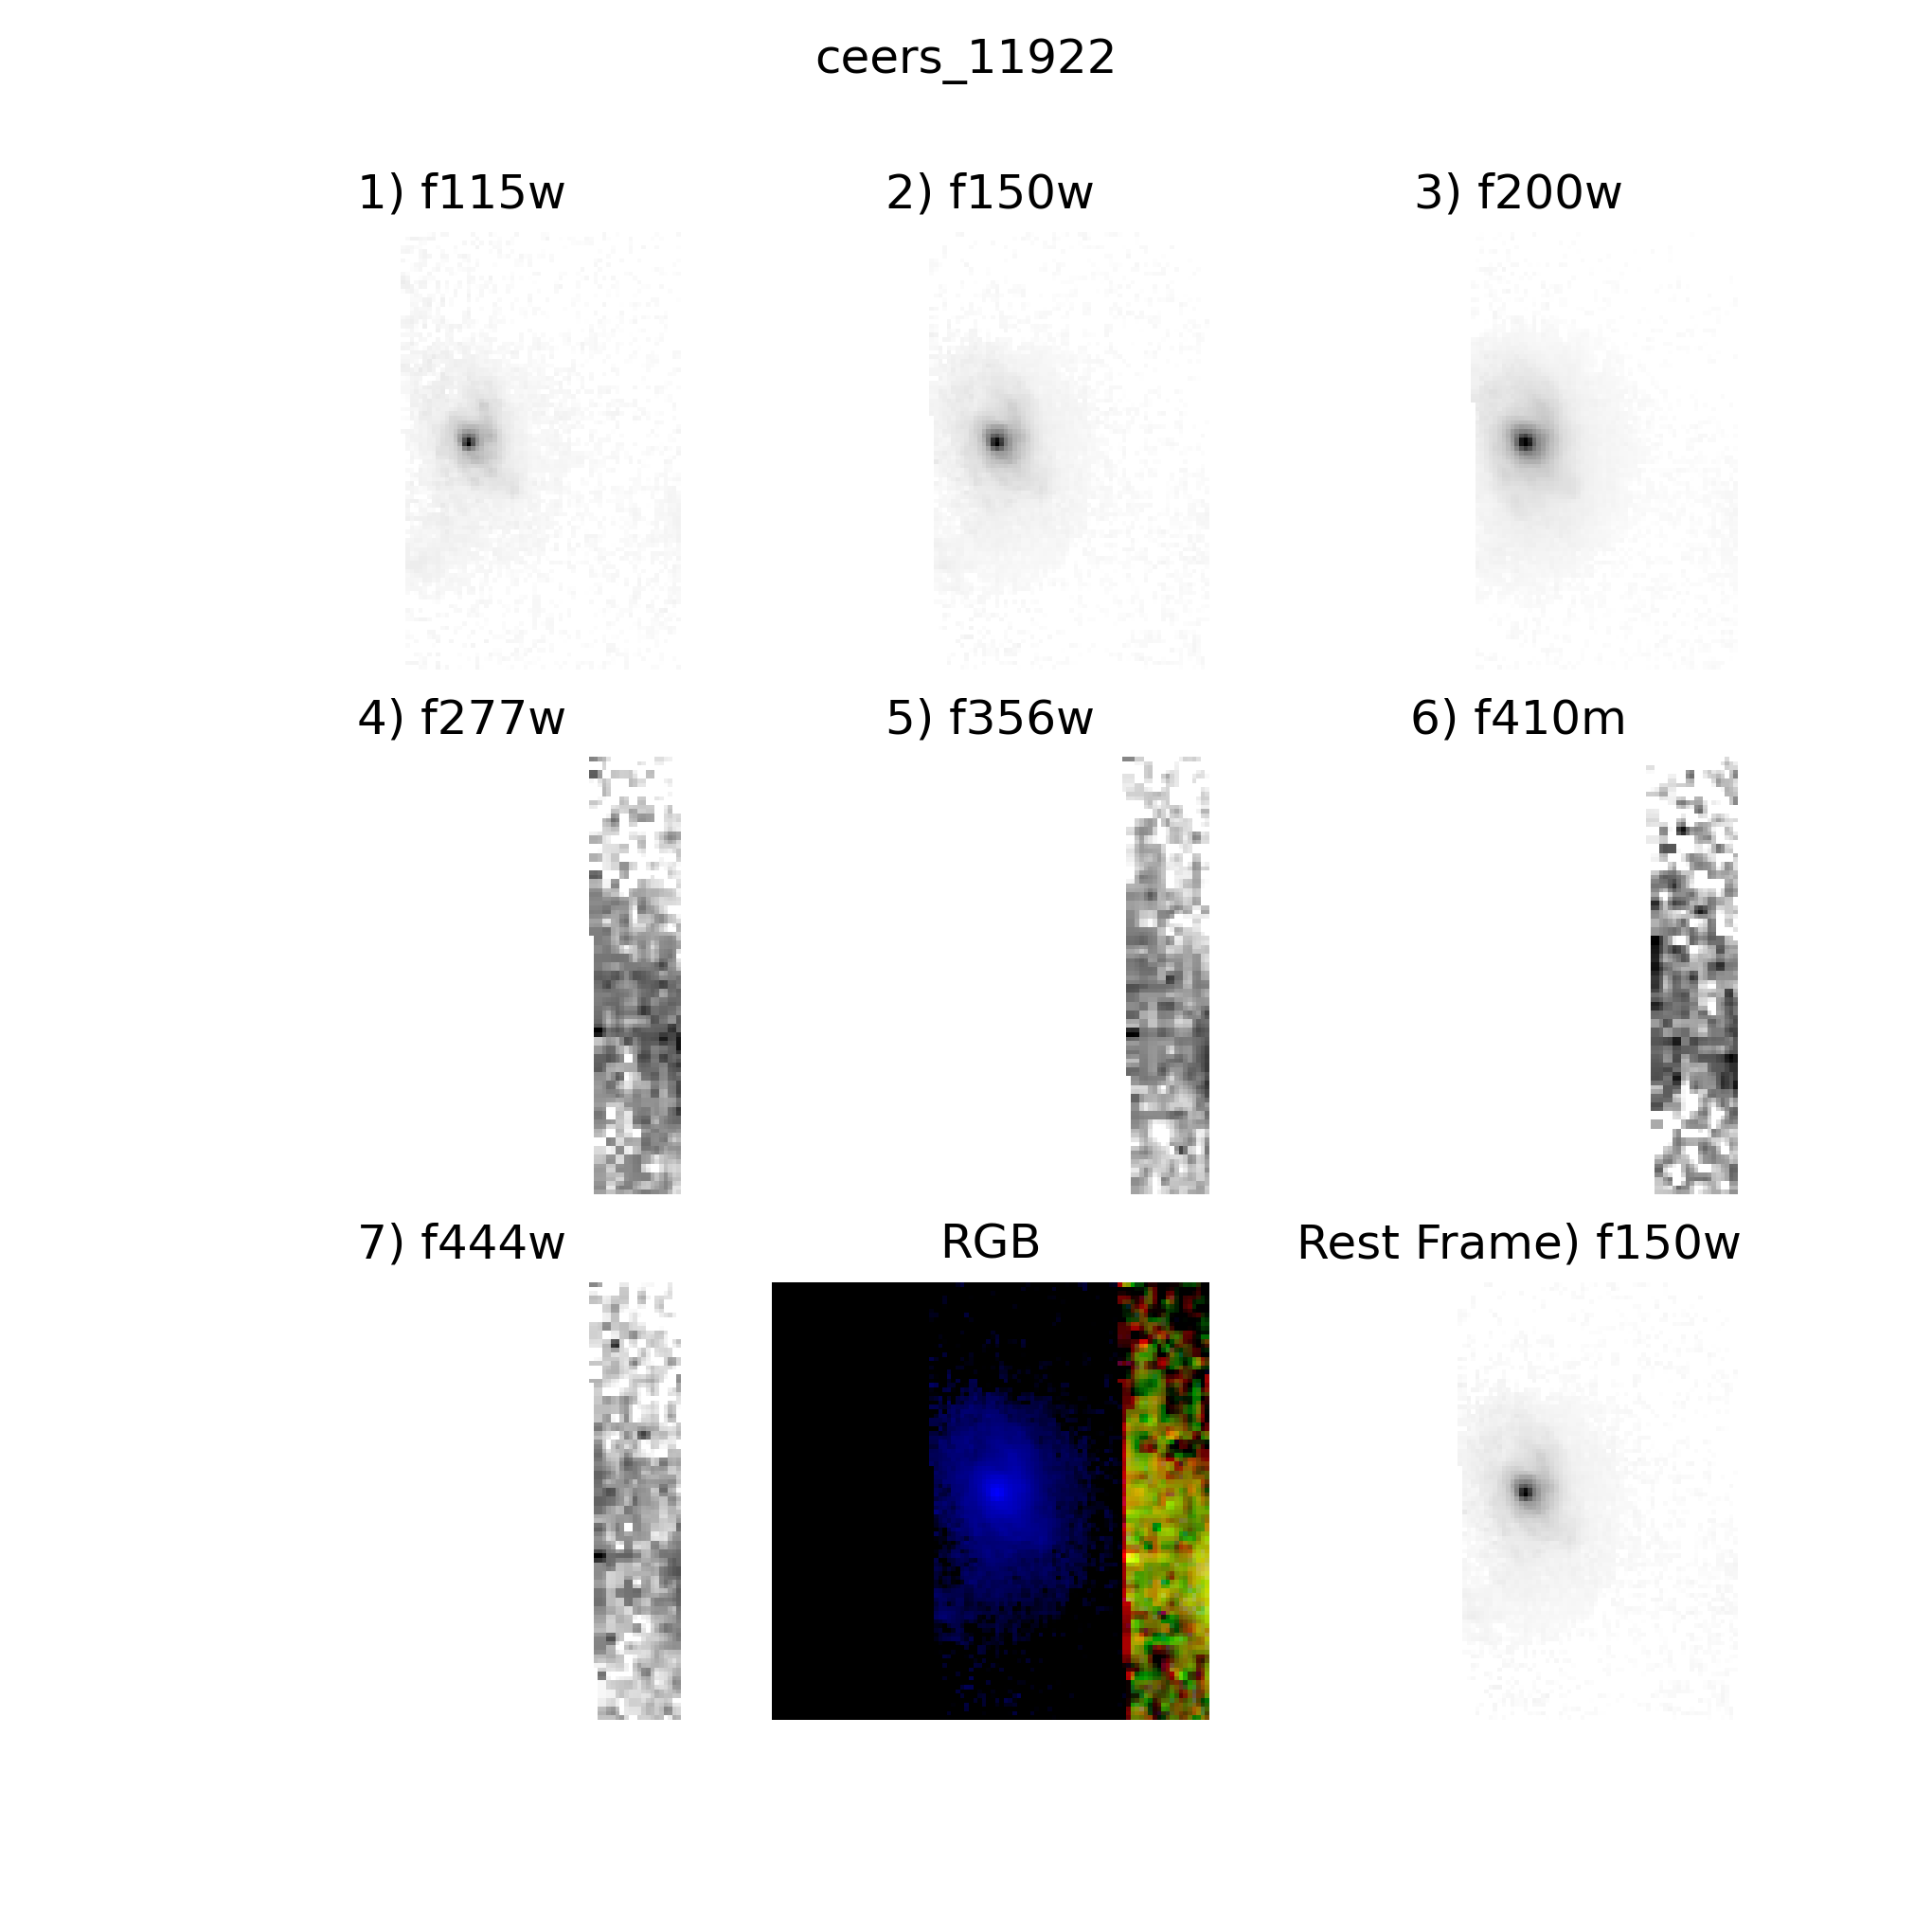 ceers_11922
1) f115w
2) f150w
3) f200w
4) f277w
5) f356w
6) f410m
7) f444w
RGB
Rest Frame) f150w